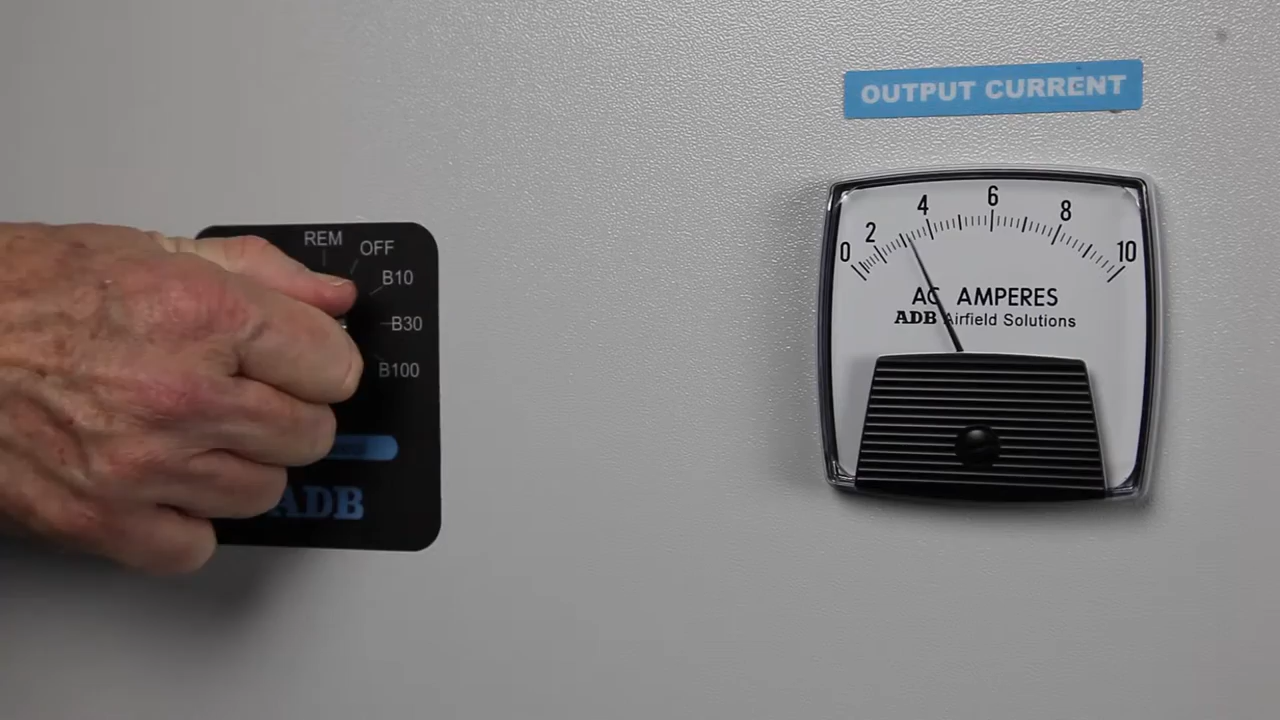 OUTPUT CURRENT
REM
OFF
B10
B30
B100
ADB
0 2 4 6 8 10
AC AMPERES
ADB Airfield Solutions